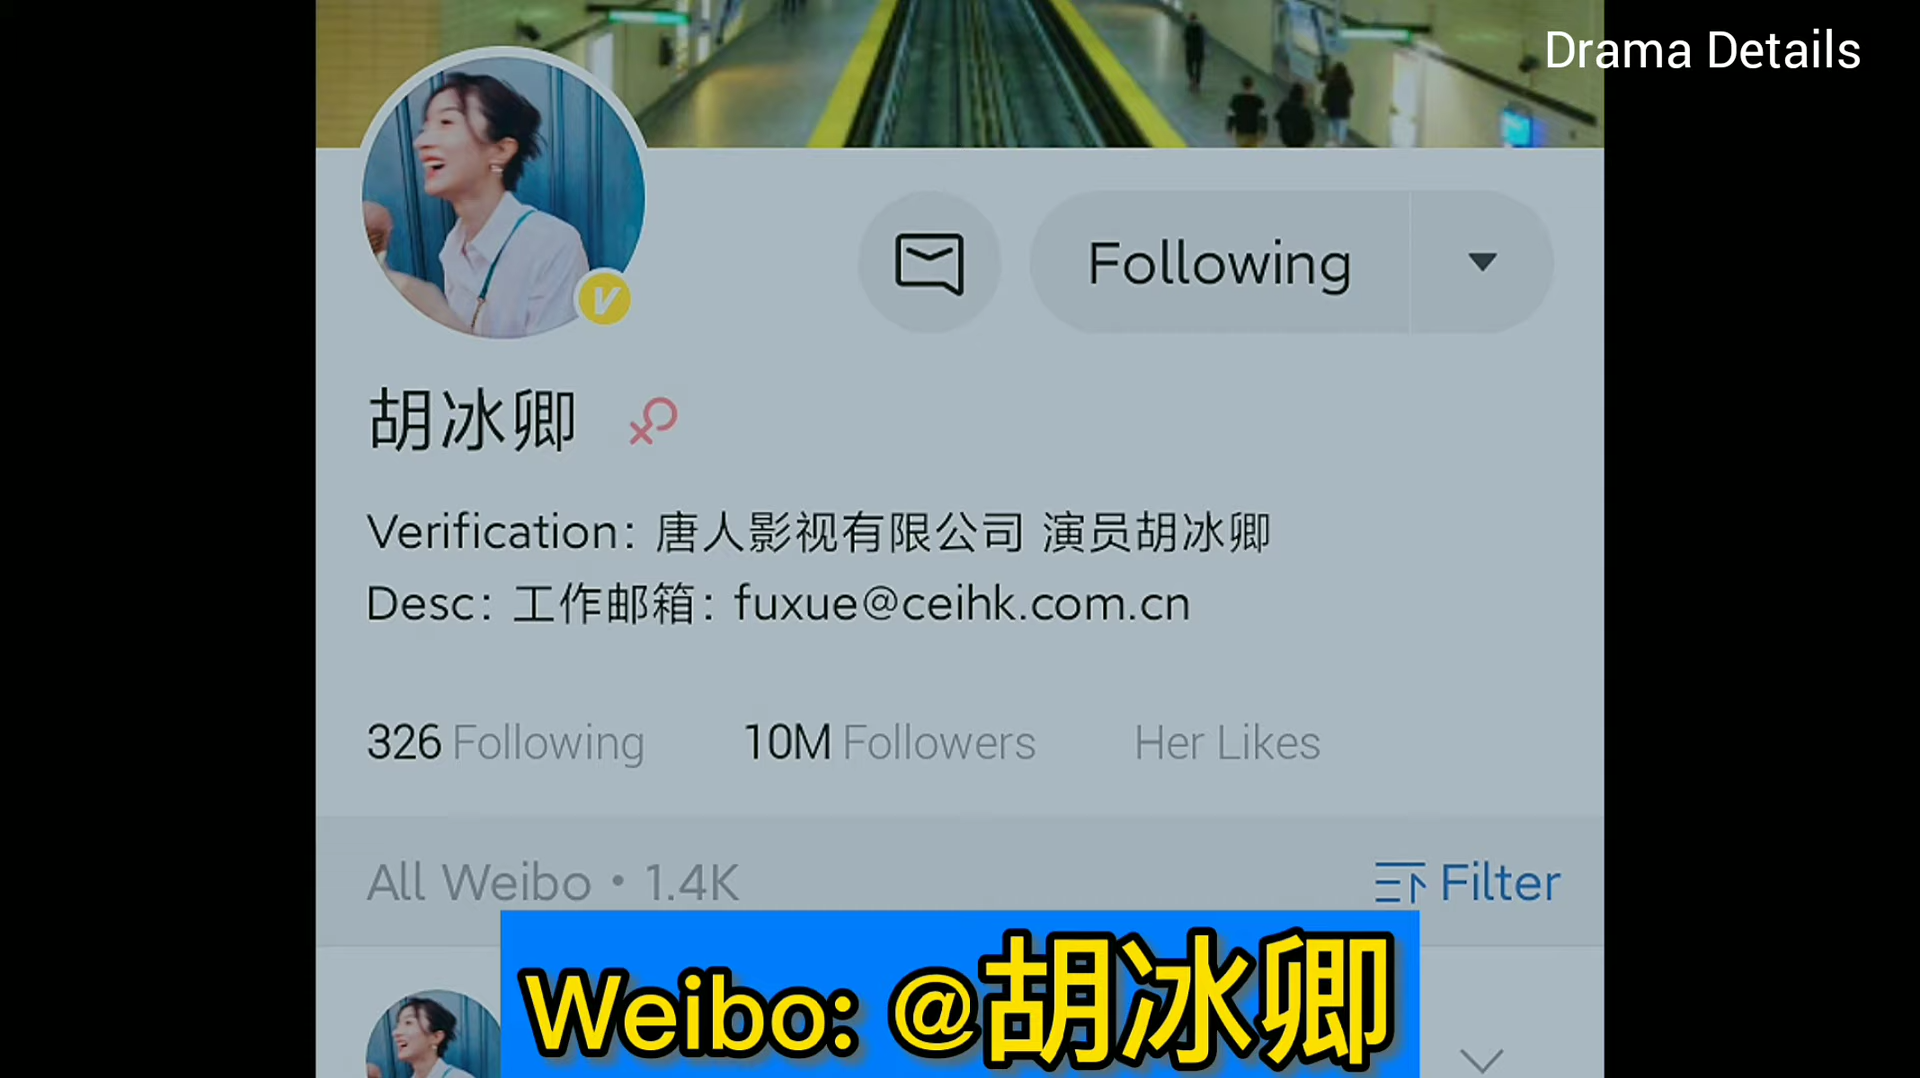 Drama Details
Following
胡冰卿
Verification: 唐人影视有限公司 演员胡冰卿
Desc: 工作邮箱: fuxue@ceihk.com.cn
326 Following 10M Followers Her Likes
All Weibo • 1.4K Filter
Weibo: @胡冰卿